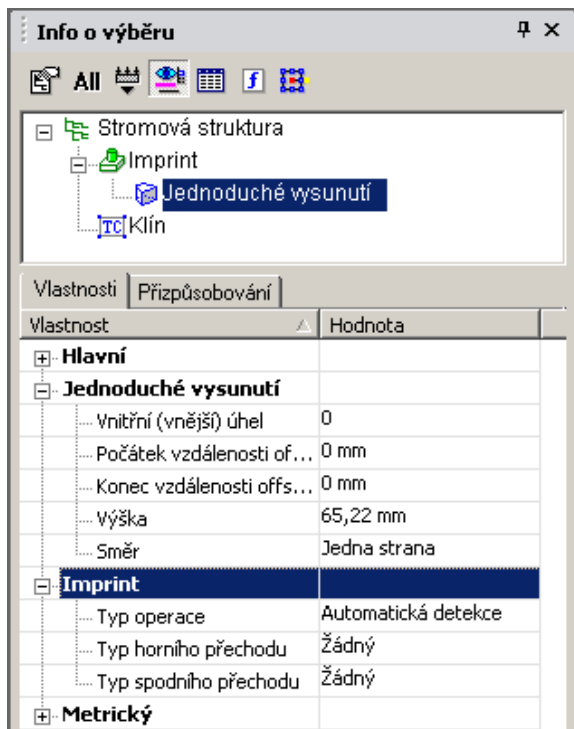 Info o výběru
All
Stromová struktura
Imprint
Jednoduché vysunutí
TC Klín
Vlastnosti Přizpůsobování
Vlastnost Hodnota
Hlavní
Jednoduché vysunutí
Vnitřní (vnější) úhel 0
Počátek vzdálenosti of... 0 mm
Konec vzdálenosti offs... 0 mm
Výška 65,22 mm
Směr Jedna strana
Imprint
Typ operace Automatická detekce
Typ horního přechodu Žádný
Typ spodního přechodu Žádný
Metrický